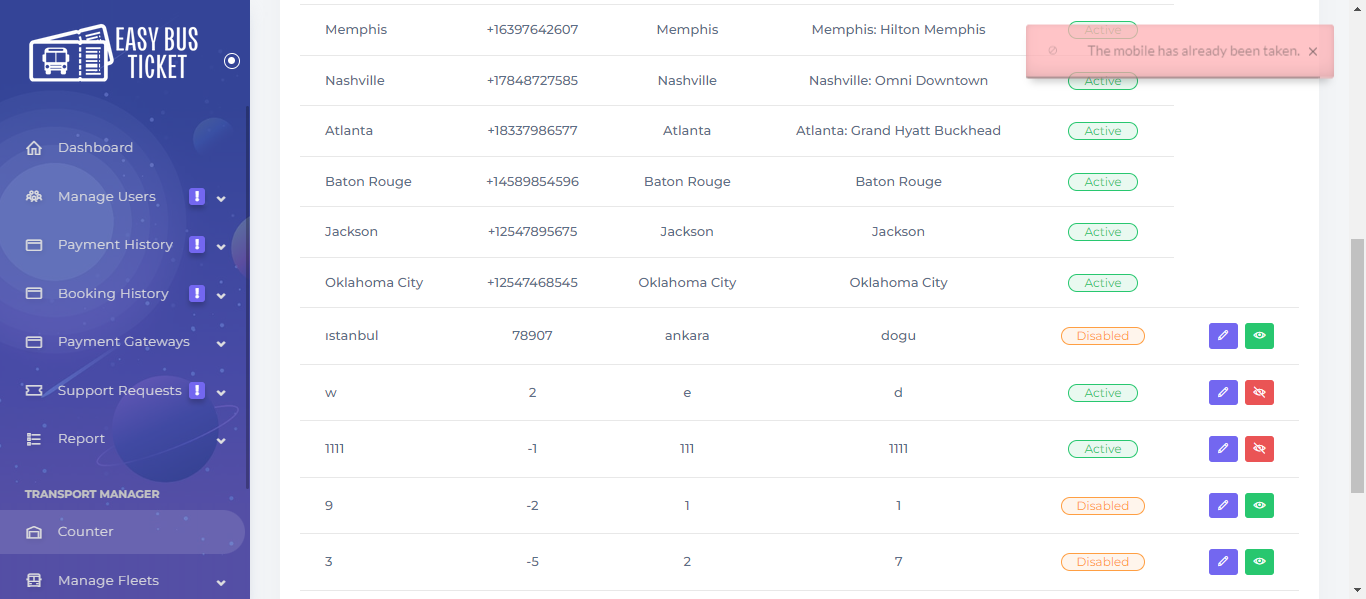 EASY BUS
TICKET
Dashboard
Manage Users
Payment History
Booking History
Payment Gateways
Support Requests
Report
TRANSPORT MANAGER
Counter
Manage Fleets
The mobile has already been taken. ×
Memphis +16397642607 Memphis Memphis: Hilton Memphis Active
Nashville +17848727585 Nashville Nashville: Omni Downtown Active
Atlanta +18337986577 Atlanta Atlanta: Grand Hyatt Buckhead Active
Baton Rouge +14589854596 Baton Rouge Baton Rouge Active
Jackson +12547895675 Jackson Jackson Active
Oklahoma City +12547468545 Oklahoma City Oklahoma City Active
ıstanbul 78907 ankara dogu Disabled
w 2 e d Active
1111 -1 111 1111 Active
9 -2 1 1 Disabled
3 -5 2 7 Disabled